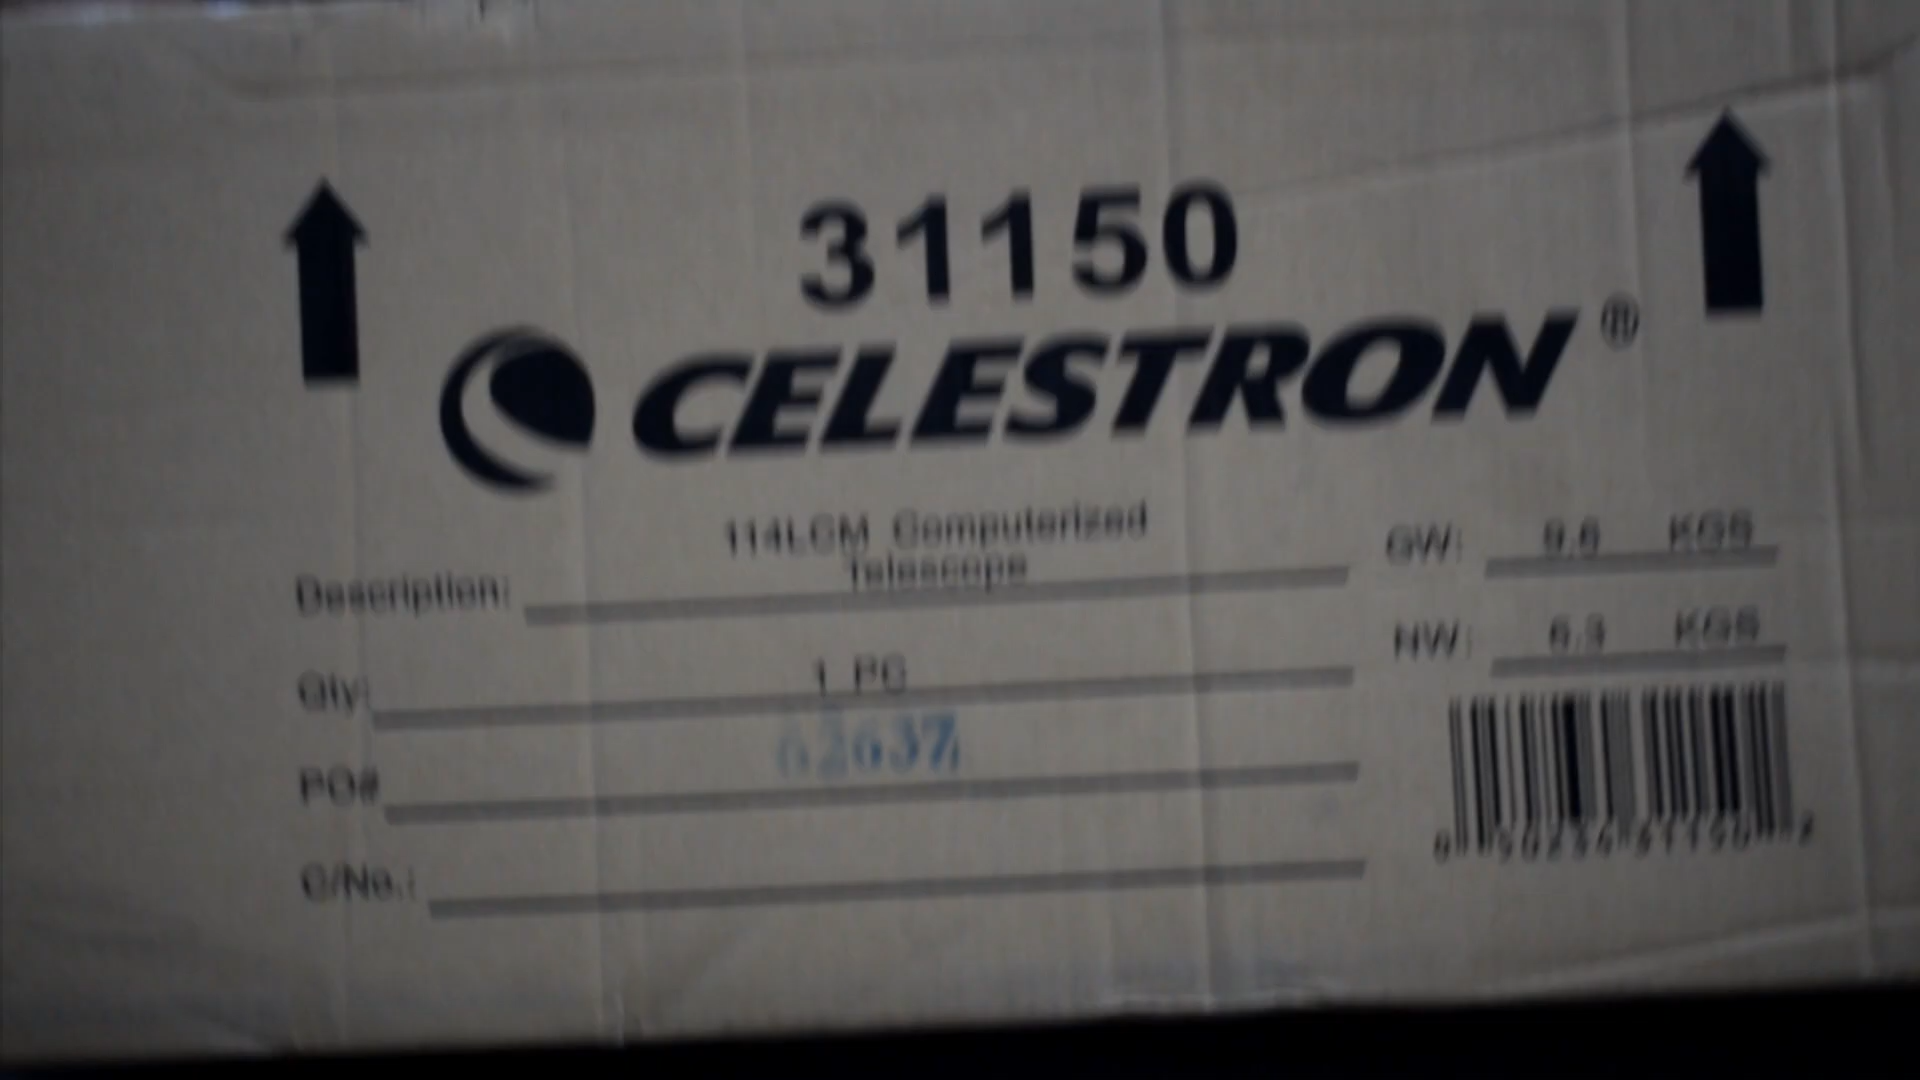 31150
CELESTRON®
114LCM Computerized
Telescope
Description:
GW: 9.6 KGS
NW: 6.3 KGS
Qty: 1 PC
62637
PO#
C/No.: